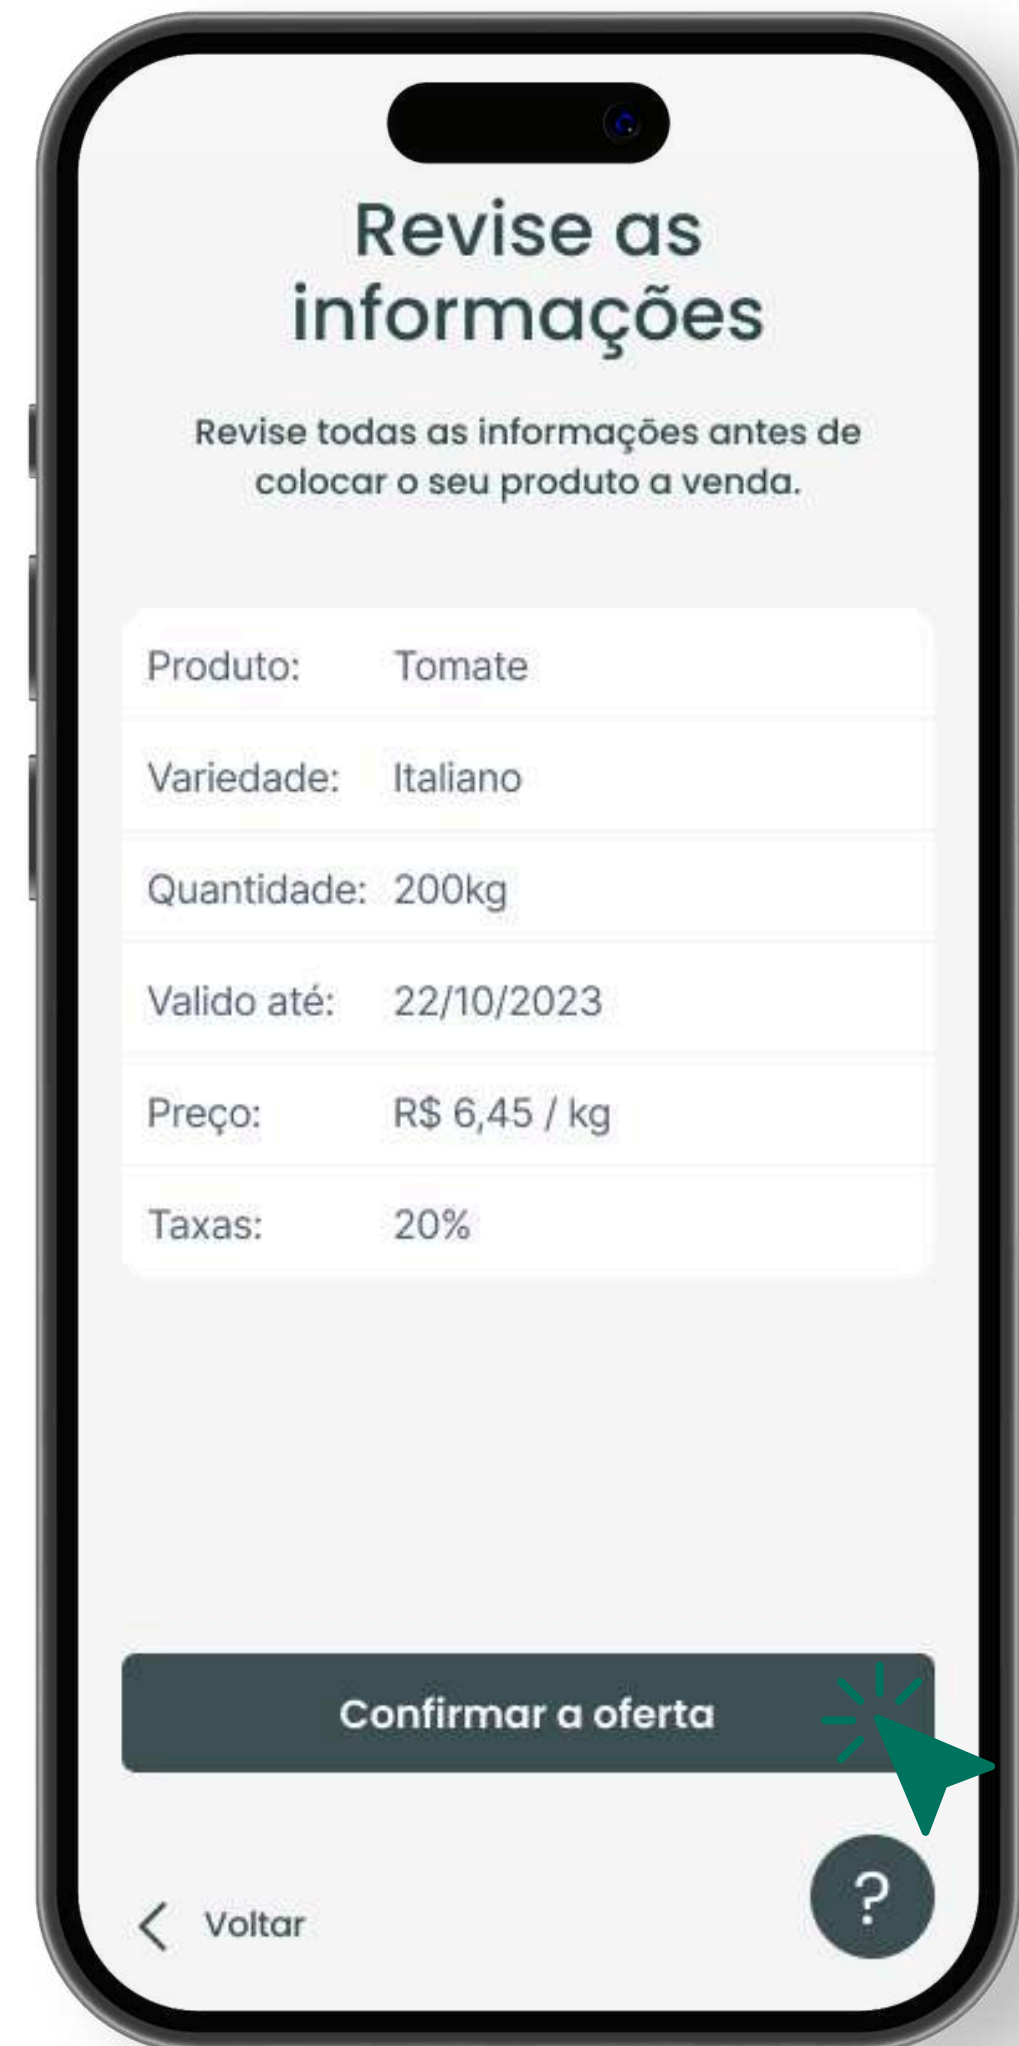 Revise as
informações
Revise todas as informações antes de
colocar o seu produto a venda.
Produto: Tomate
Variedade: Italiano
Quantidade: 200kg
Valido até: 22/10/2023
Preço: R$ 6,45 / kg
Taxas: 20%
Confirmar a oferta
Voltar
?